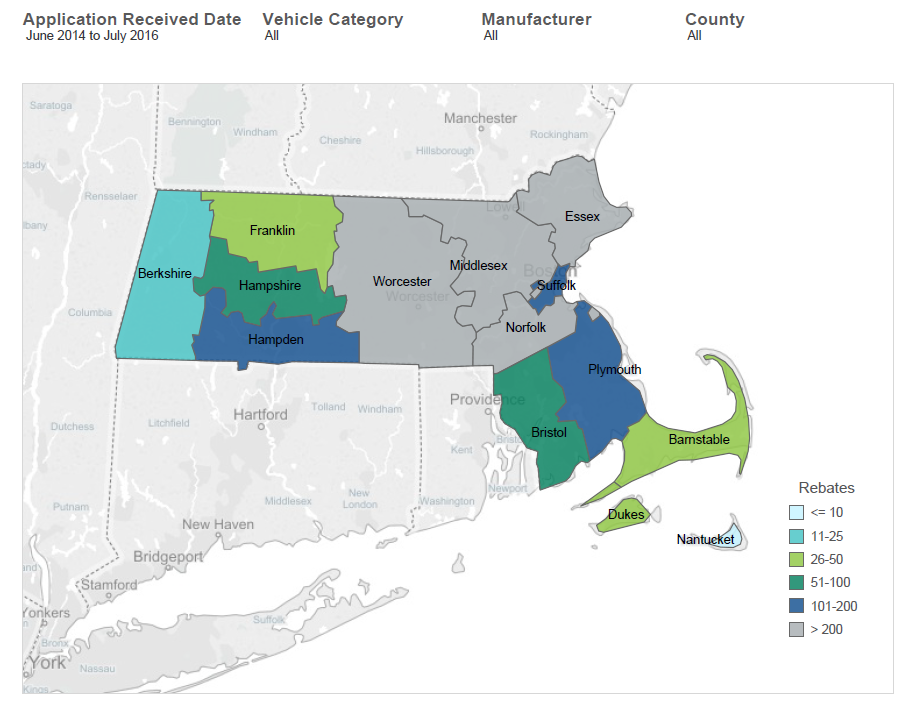 Application Received Date Vehicle Category Manufacturer County
June 2014 to July 2016 All All All
Saratoga
Manchester
Bennington
Windham
Rockingham
Cheshire
Hillsborough
Rensselaer
Lowell
Essex
Franklin
Boston
Berkshire
Middlesex
Worcester
Hampshire
Suffolk
Worcester
Columbia
Norfolk
Hampden
Plymouth
Providence
Hartford
Tolland
Windham
Litchfield
Dutchess
Bristol
Barnstable
Kent
Newport
Rebates
Middlesex
New
London
Washington
Putnam
Dukes
<= 10
New Haven
Nantucket
11-25
Bridgeport
26-50
Stamford
51-100
Yonkers
101-200
Suffolk
> 200
Bronx
York
Nassau
Kings